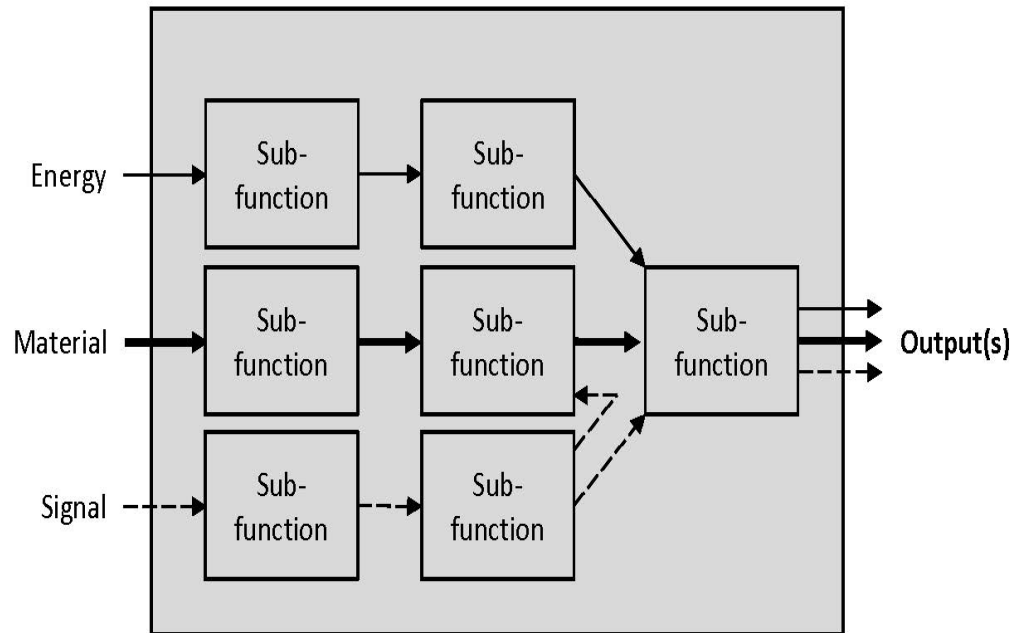 Energy
Sub-
function
Sub-
function
Material
Sub-
function
Sub-
function
Sub-
function
Output(s)
Signal
Sub-
function
Sub-
function